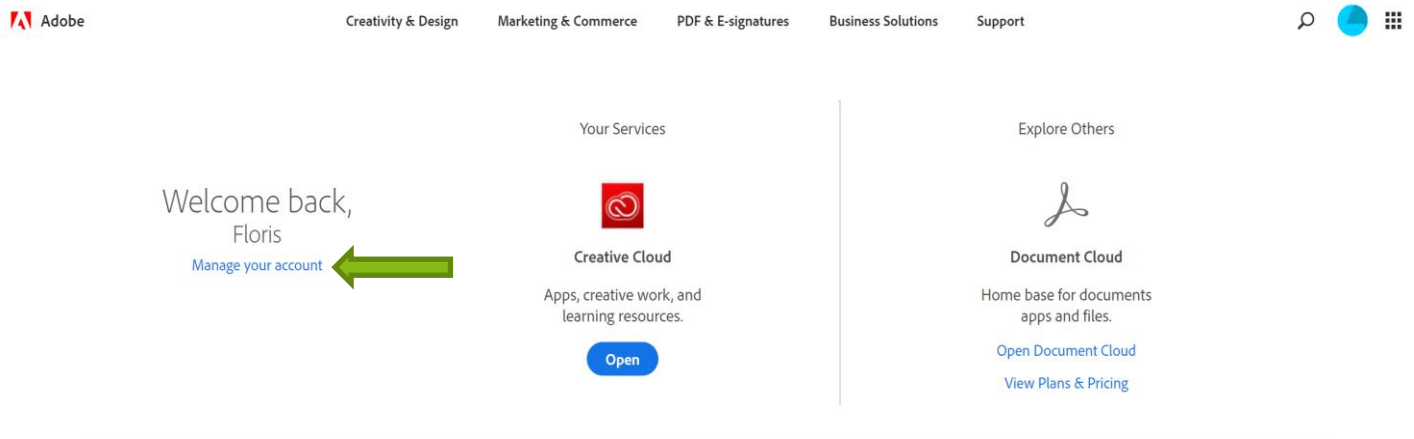 Adobe
Creativity & Design
Marketing & Commerce
PDF & E-signatures
Business Solutions
Support
Welcome back,
Floris
Manage your account
Your Services
Creative Cloud
Apps, creative work, and
learning resources.
Open
Explore Others
Document Cloud
Home base for documents
apps and files.
Open Document Cloud
View Plans & Pricing